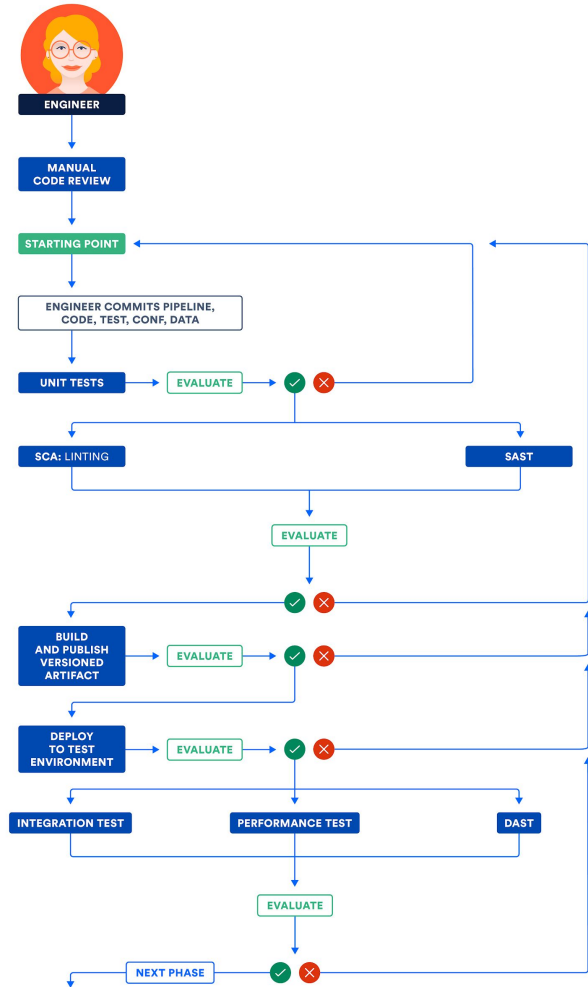 ENGINEER
MANUAL
CODE REVIEW
STARTING POINT
ENGINEER COMMITS PIPELINE,
CODE, TEST, CONF, DATA
UNIT TESTS
EVALUATE
SCA: LINTING
SAST
EVALUATE
BUILD
AND PUBLISH
VERSIONED
ARTIFACT
EVALUATE
DEPLOY
TO TEST
ENVIRONMENT
EVALUATE
INTEGRATION TEST
PERFORMANCE TEST
DAST
EVALUATE
NEXT PHASE